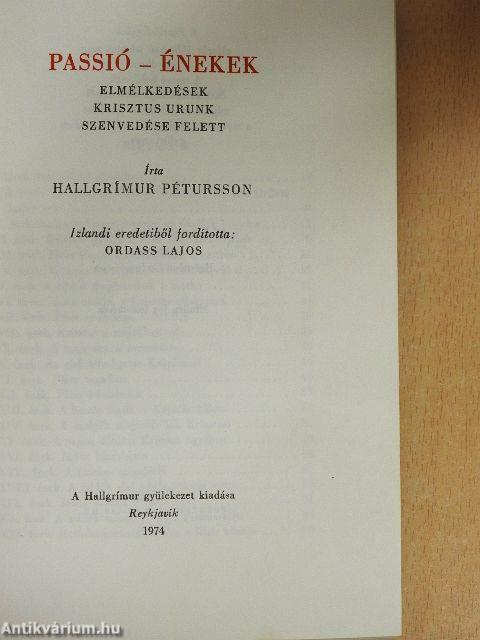 PASSIÓ – ÉNEKEK
ELMÉLKEDÉSEK
KRISZTUS URUNK
SZENVEDÉSE FELETT
Írta
HALLGRÍMUR PÉTURSSON
Izlandi eredetiből fordította:
ORDASS LAJOS
A Hallgrímur gyülekezet kiadása
Reykjavik
1974
Antikvárium.hu